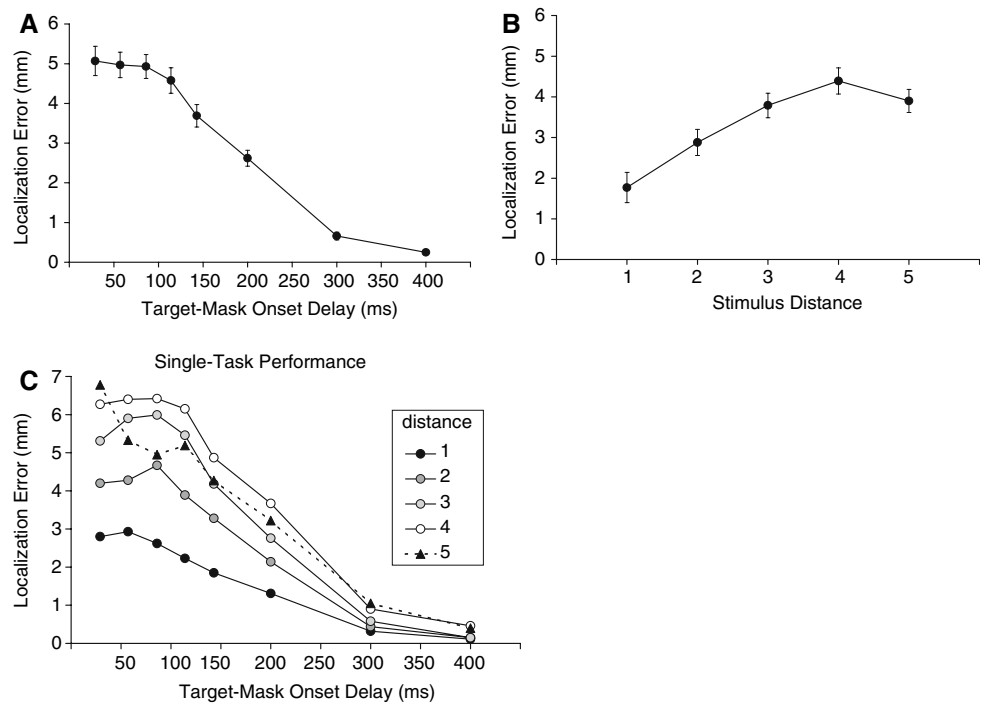 A
Localization Error (mm)
6
5
4
3
2
1
0
50 100 150 200 250 300 350 400
Target-Mask Onset Delay (ms)
B
Localization Error (mm)
6
5
4
3
2
1
0
1 2 3 4 5
Stimulus Distance
C
Single-Task Performance
Localization Error (mm)
7
6
5
4
3
2
1
0
50 100 150 200 250 300 350 400
Target-Mask Onset Delay (ms)
distance
1
2
3
4
5